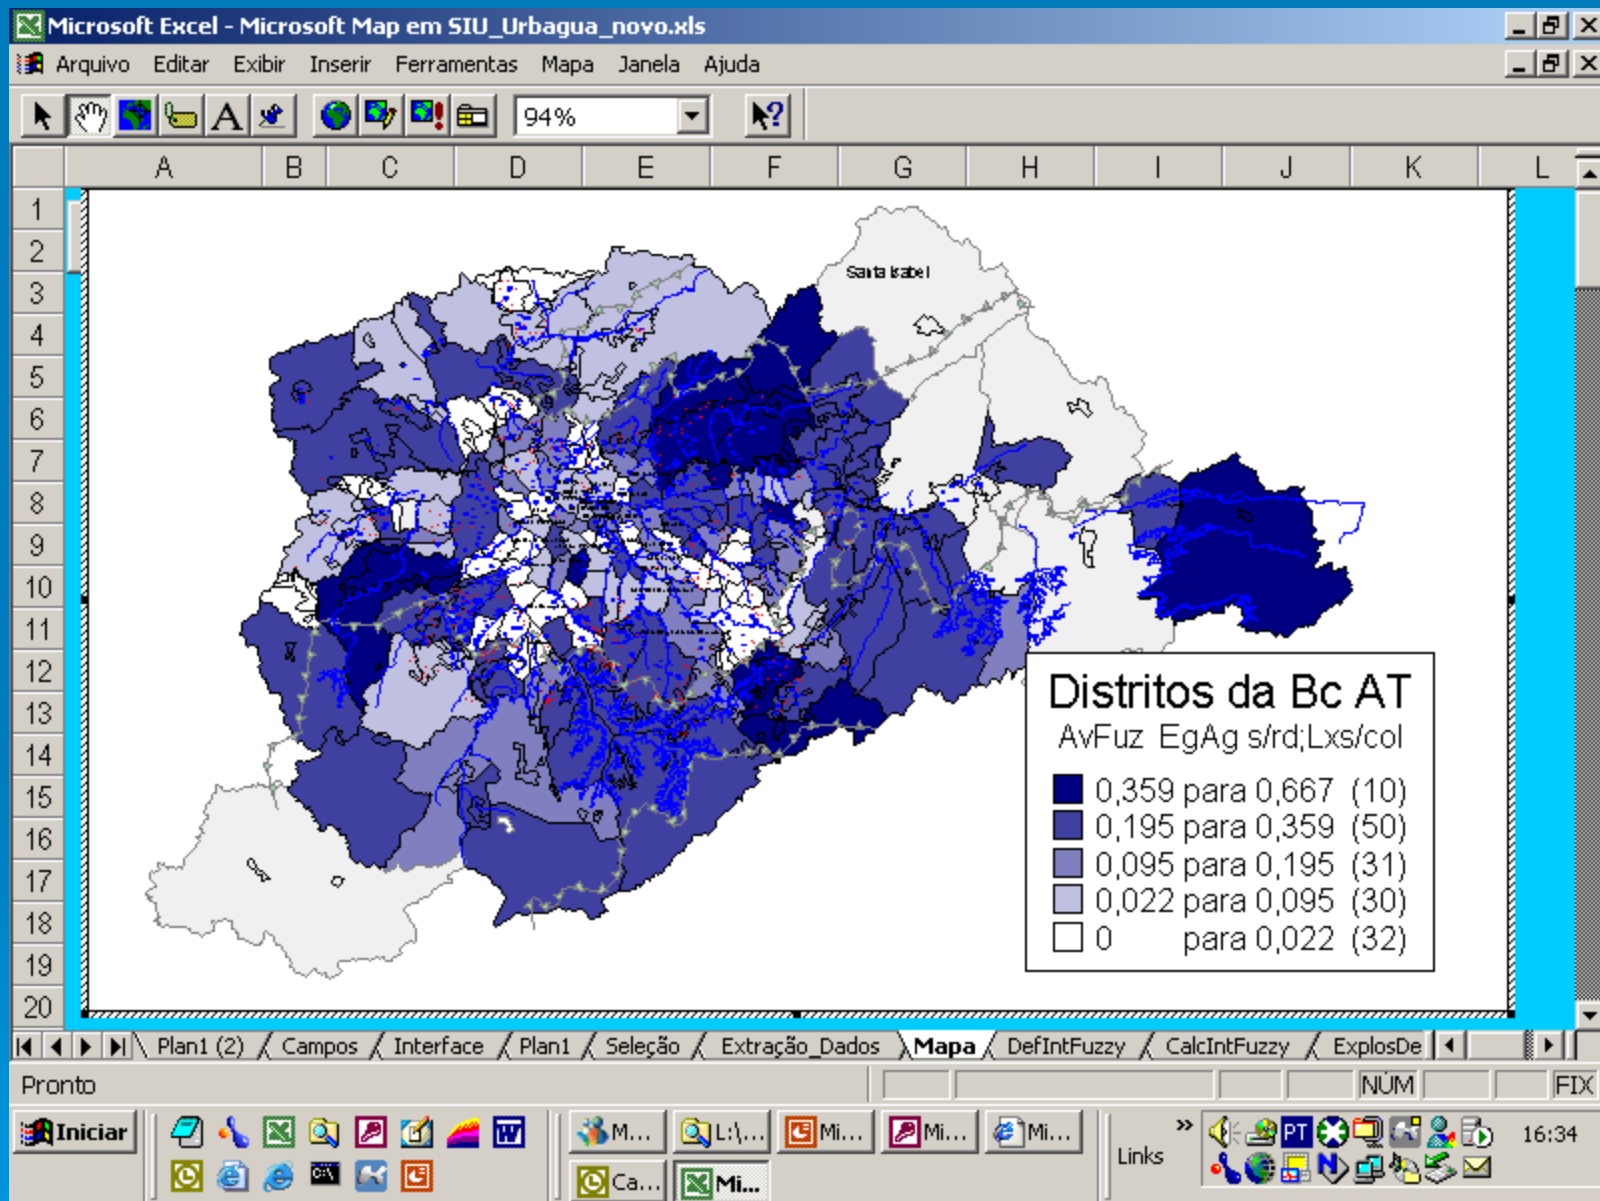 Microsoft Excel - Microsoft Map em SIU_Urbagua_novo.xls
Arquivo Editar Exibir Inserir Ferramentas Mapa Janela Ajuda
A 94% ?
A B C D E F G H I J K L
1
2
Santa Isabel
3
4
5
6
7
8
9
10
11
12
13
14
15
16
17
18
19
20
Distritos da Bc AT
AvFuz EgAg s/rd;Lxs/col
0,359 para 0,667 (10)
0,195 para 0,359 (50)
0,095 para 0,195 (31)
0,022 para 0,095 (30)
0 para 0,022 (32)
Plan1 (2) Campos Interface Plan1 Seleção Extração_Dados Mapa DefIntFuzzy CalcIntFuzzy ExplosDe
Pronto NÚM FIX
Iniciar M... L:\... Mi... Mi... Mi... Links » PT 16:34
Ca... Mi...